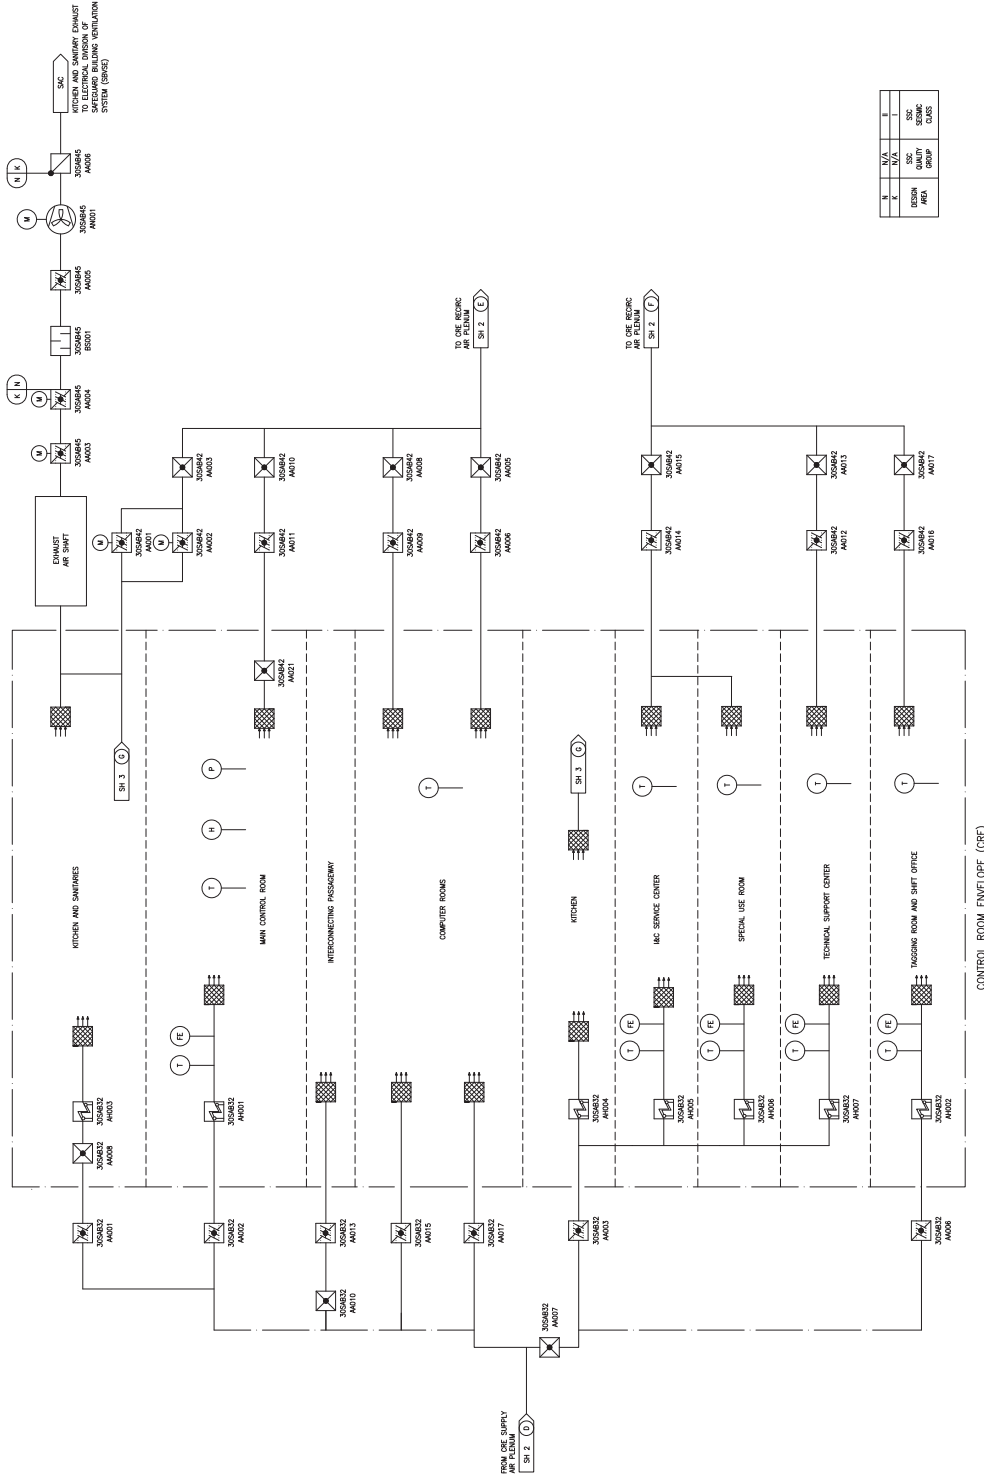 KITCHEN AND SANITARY EXHAUST
TO ELECTRICAL DIVISION OF
SAFEGUARD BUILDING VENTILATION
SYSTEM (SBVSE)
SAC
N K
30SAB45
AA006
M
30SAB45
AN001
30SAB45
AA005
30SAB45
BS001
K N
M
30SAB45
AA004
M
30SAB45
AA003
EXHAUST
AIR SHAFT
M
30SAB42
AA001
M
30SAB42
AA002
30SAB42
AA003
30SAB42
AA010
30SAB42
AA011
30SAB42
AA021
30SAB42
AA008
30SAB42
AA009
30SAB42
AA005
30SAB42
AA006
TO CRE RECIRC
AIR PLENUM
SH 2 E
TO CRE RECIRC
AIR PLENUM
SH 2 F
30SAB42
AA015
30SAB42
AA014
30SAB42
AA013
30SAB42
AA012
30SAB42
AA017
30SAB42
AA016
N N/A II
K N/A I
DESIGN
AREA
SSC
QUALITY
GROUP
SSC
SEISMIC
CLASS
SH 3 G
KITCHEN AND SANITARIES
P
H
T
MAIN CONTROL ROOM
INTERCONNECTING PASSAGEWAY
T
COMPUTER ROOMS
SH 3 G
KITCHEN
T
I&C SERVICE CENTER
T
SPECIAL USE ROOM
T
TECHNICAL SUPPORT CENTER
T
TAGGGING ROOM AND SHIFT OFFICE
CONTROL ROOM ENVELOPE (CRE)
30SAB32
AH003
30SAB32
AA008
30SAB32
AA001
FE
T
30SAB32
AH001
30SAB32
AA002
30SAB32
AA013
30SAB32
AA010
30SAB32
AA015
30SAB32
AA017
30SAB32
AH004
30SAB32
AA003
FE
T
30SAB32
AH005
FE
T
30SAB32
AH006
FE
T
30SAB32
AH007
FE
T
30SAB32
AH002
30SAB32
AA006
30SAB32
AA007
FROM CRE SUPPLY
AIR PLENUM
SH 2 D